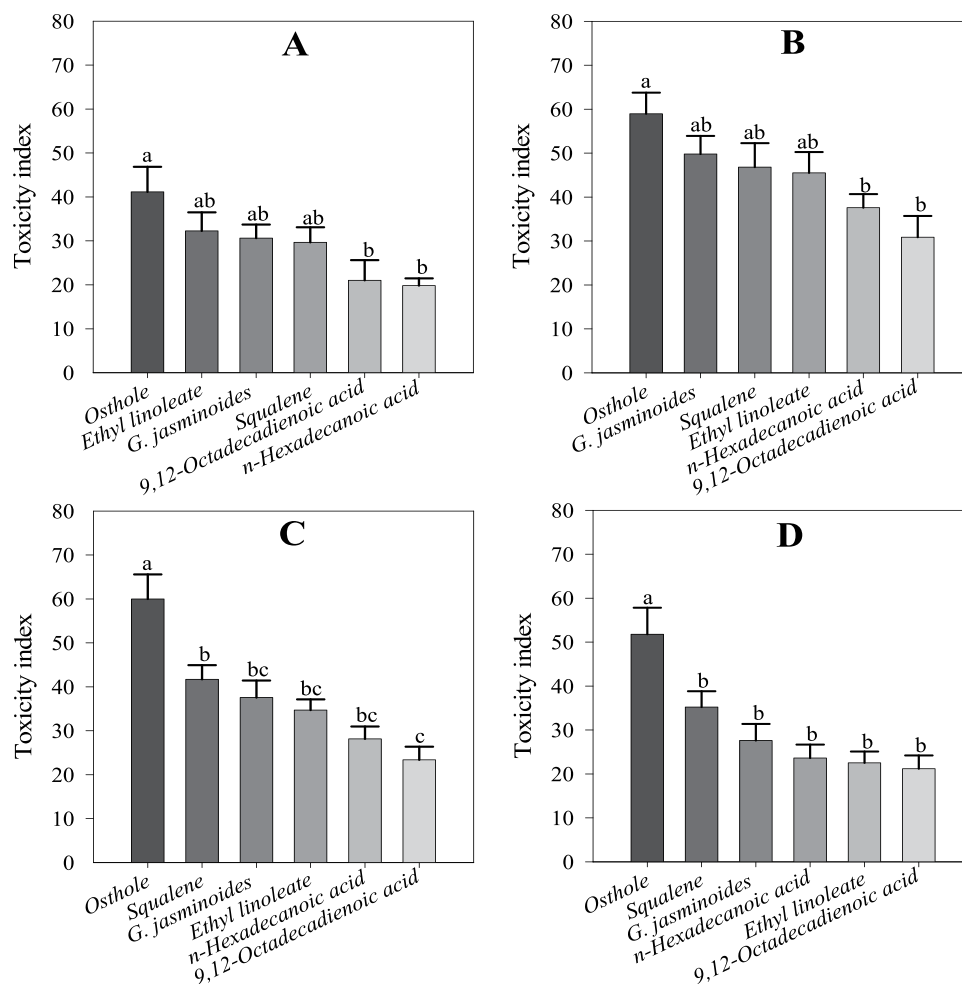 A
Toxicity index
80
70
60
50
40
30
20
10
0
a
ab
ab
ab
b
b
Osthole
Ethyl linoleate
G. jasminoides
Squalene
9,12-Octadecadienoic acid
n-Hexadecanoic acid
B
Toxicity index
80
70
60
50
40
30
20
10
0
a
ab
ab
ab
b
b
Osthole
G. jasminoides
Squalene
Ethyl linoleate
n-Hexadecanoic acid
9,12-Octadecadienoic acid
C
Toxicity index
80
70
60
50
40
30
20
10
0
a
b
bc
bc
bc
c
Osthole
Squalene
G. jasminoides
Ethyl linoleate
n-Hexadecanoic acid
9,12-Octadecadienoic acid
D
Toxicity index
80
70
60
50
40
30
20
10
0
a
b
b
b
b
b
Osthole
Squalene
G. jasminoides
n-Hexadecanoic acid
Ethyl linoleate
9,12-Octadecadienoic acid